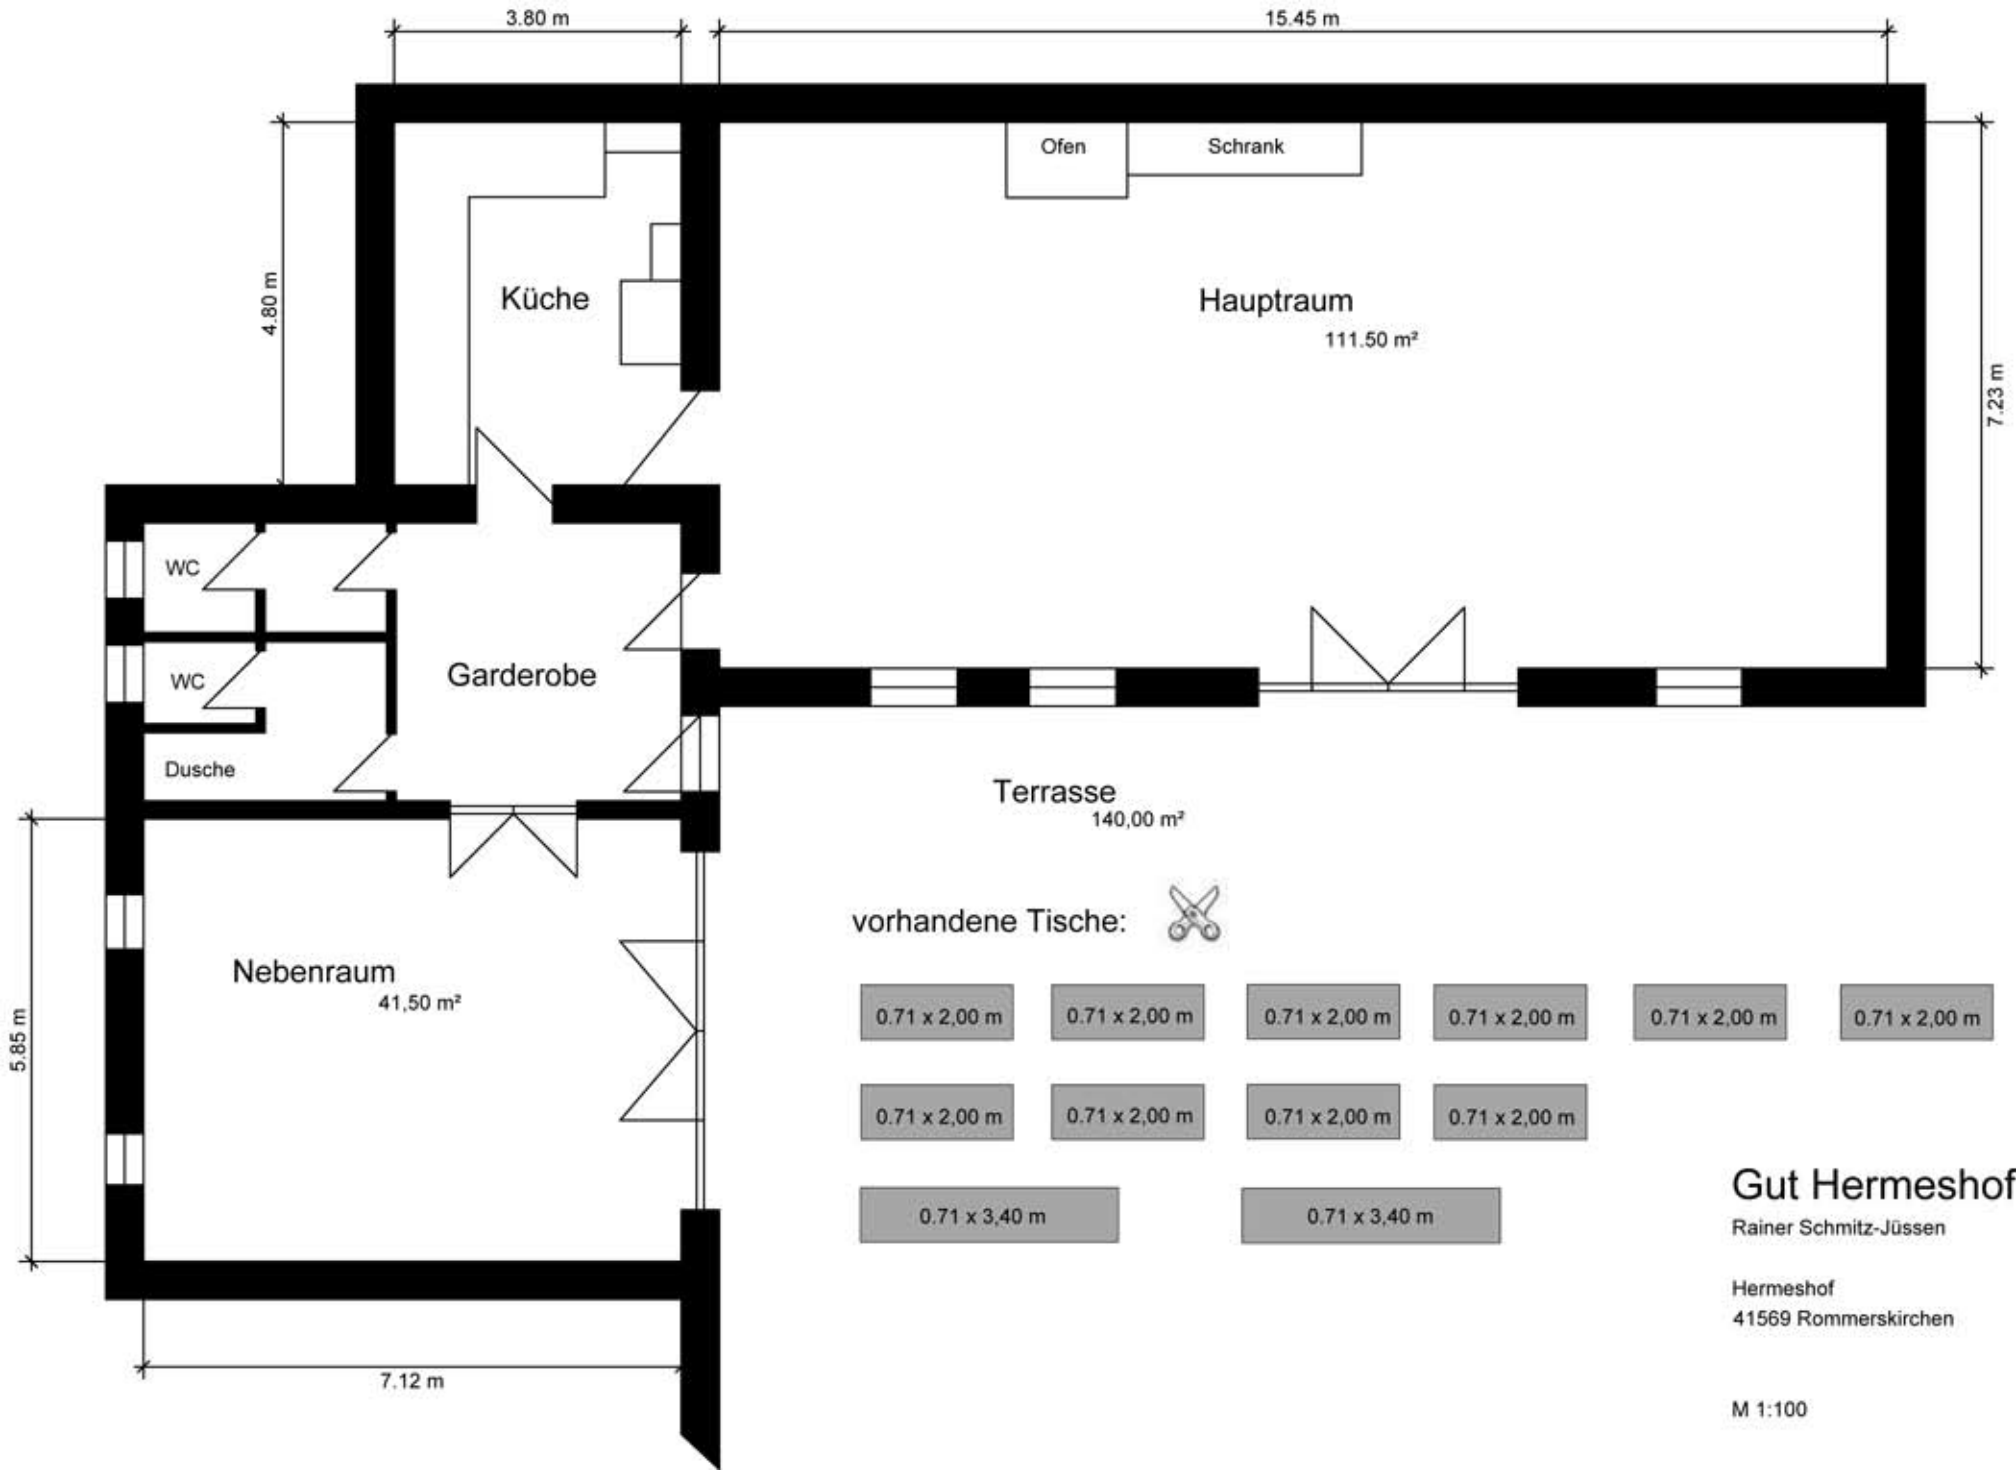 3.80 m
15.45 m
Ofen
Schrank
4.80 m
Küche
Hauptraum
111.50 m²
7.23 m
WC
WC
Garderobe
Dusche
Terrasse
140,00 m²
vorhandene Tische:
Nebenraum
41,50 m²
5.85 m
0.71 x 2,00 m
0.71 x 2,00 m
0.71 x 2,00 m
0.71 x 2,00 m
0.71 x 2,00 m
0.71 x 2,00 m
0.71 x 2,00 m
0.71 x 2,00 m
0.71 x 2,00 m
0.71 x 2,00 m
0.71 x 3,40 m
0.71 x 3,40 m
7.12 m
Gut Hermeshof
Rainer Schmitz-Jüssen
Hermeshof
41569 Rommerskirchen
M 1:100